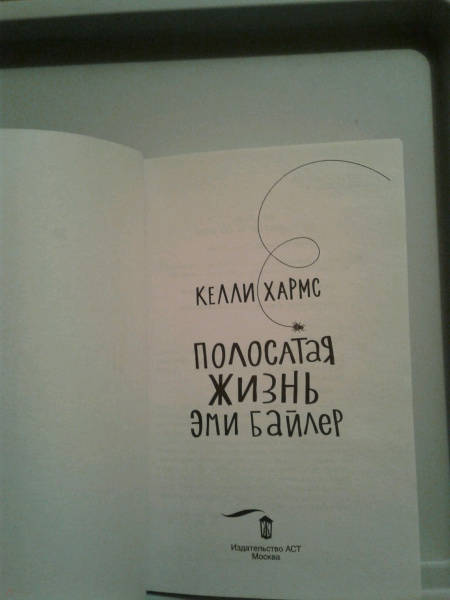 КЕЛЛИ ХАРМС
ПОЛОСАТАЯ
ЖИЗНЬ
ЭМИ БАЙЛЕР
Издательство АСТ
Москва